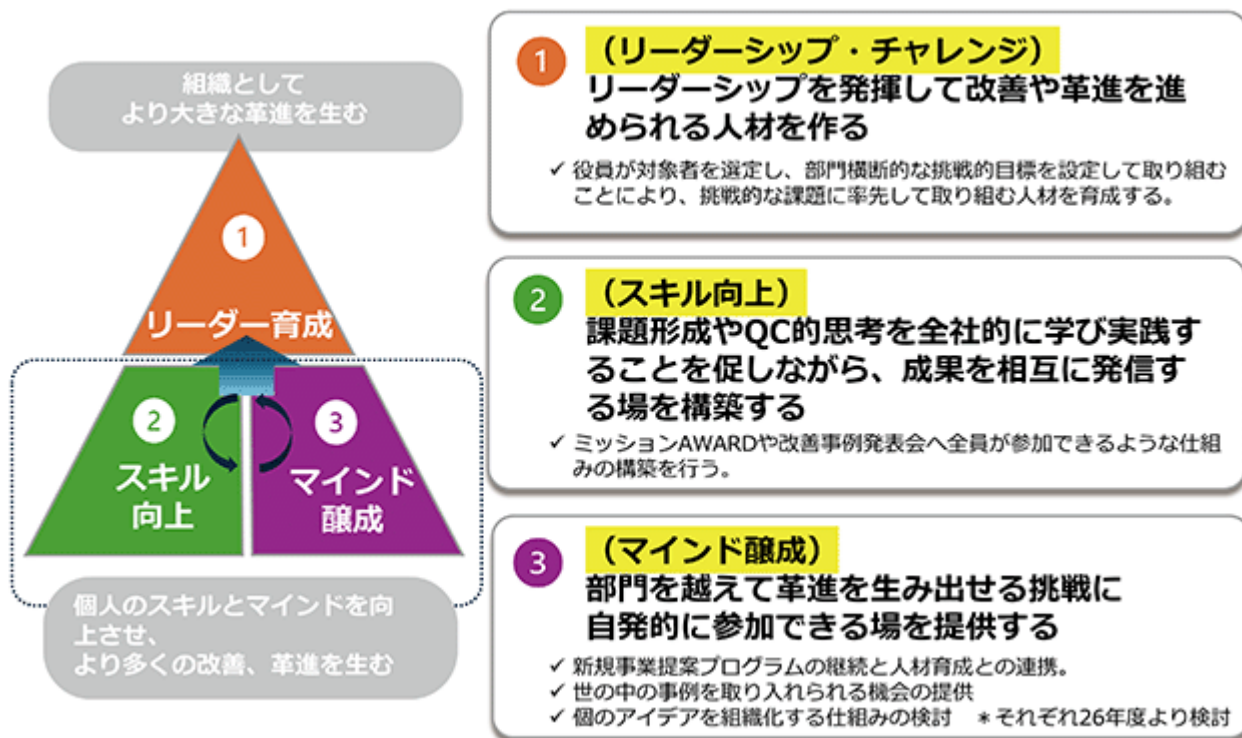 組織として
より大きな革進を生む
1
リーダー育成
2
スキル
向上
3
マインド
醸成
個人のスキルとマインドを向
上させ、
より多くの改善、革進を生む
1
（リーダーシップ・チャレンジ）
リーダーシップを発揮して改善や革進を進
められる人材を作る
✓ 役員が対象者を選定し、部門横断的な挑戦的目標を設定して取り組む
ことにより、挑戦的な課題に率先して取り組む人材を育成する。
2
（スキル向上）
課題形成やQC的思考を全社的に学び実践す
ることを促しながら、成果を相互に発信す
る場を構築する
✓ ミッションAWARDや改善事例発表会へ全員が参加できるような仕組
みの構築を行う。
3
（マインド醸成）
部門を越えて革進を生み出せる挑戦に
自発的に参加できる場を提供する
✓ 新規事業提案プログラムの継続と人材育成との連携。
✓ 世の中の事例を取り入れられる機会の提供
✓ 個のアイデアを組織化する仕組みの検討　＊それぞれ26年度より検討